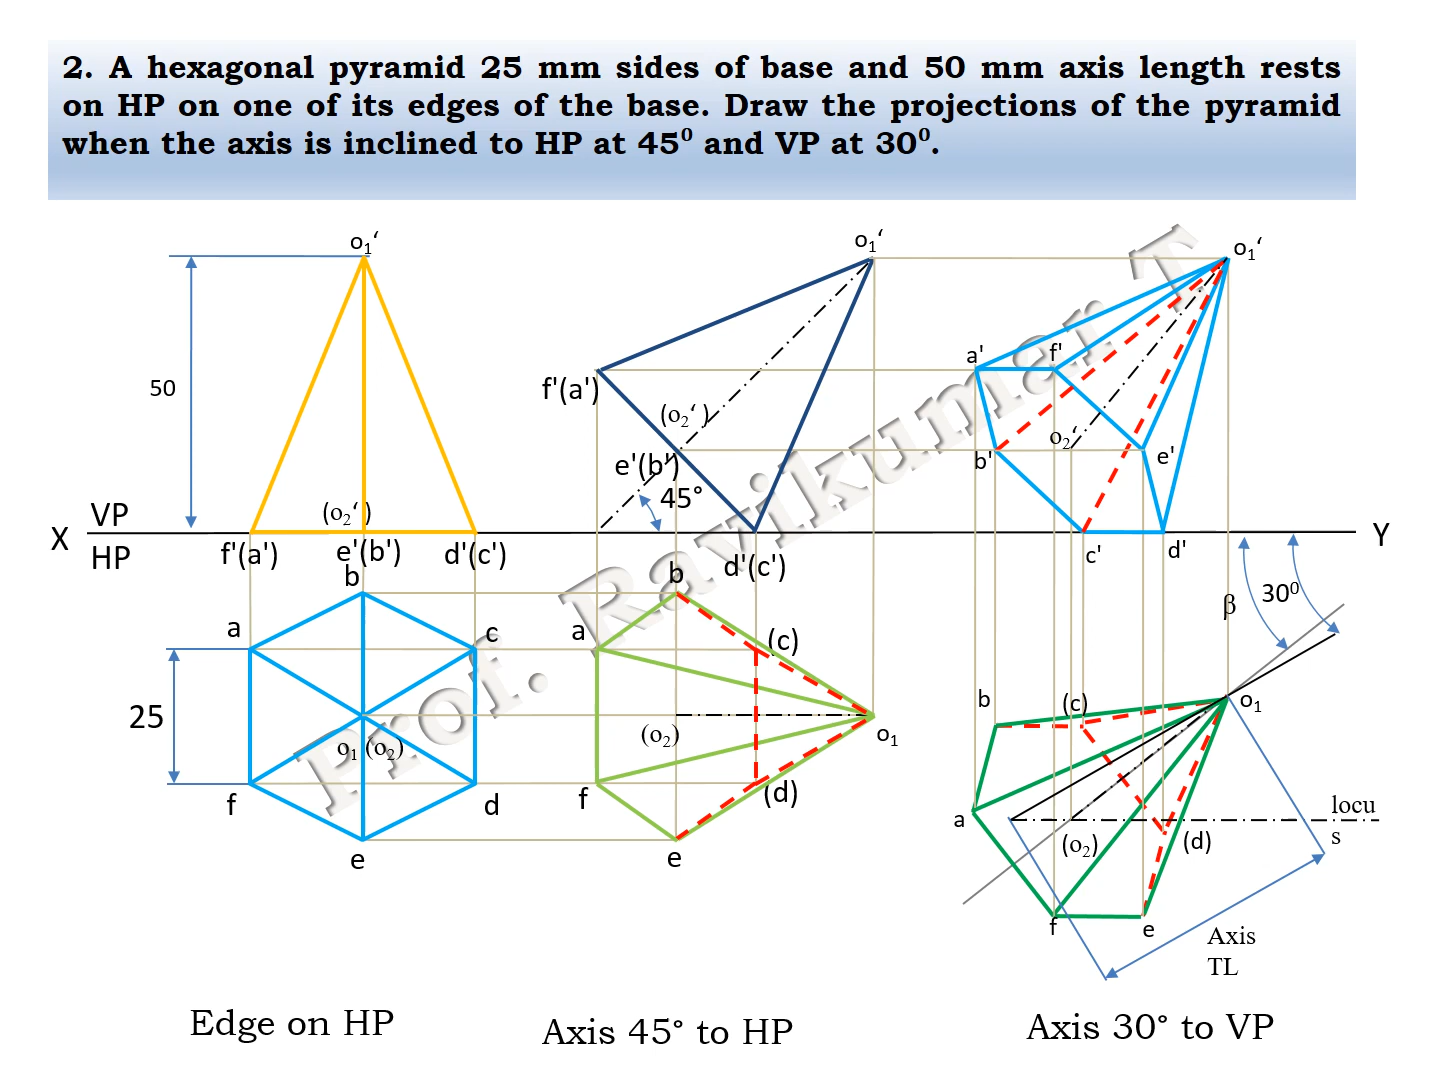 2. A hexagonal pyramid 25 mm sides of base and 50 mm axis length rests
on HP on one of its edges of the base. Draw the projections of the pyramid
when the axis is inclined to HP at 45⁰ and VP at 30⁰.
o₁‘
o₁‘
o₁‘
a'
f'
50
f'(a')
(o₂‘ )
o₂‘
b'
e'
e'(b')
45°
(o₂‘ )
VP
X
Y
HP
f'(a')
e'(b')
d'(c')
d'(c')
c'
d'
b
b
β
30⁰
a
c
a
(c)
b
(c)
o₁
25
o₁
(o₂)
(o₂)
o₁
f
d
f
(d)
a
(o₂)
(d)
locu
s
e
e
f
e
Axis
TL
Prof. Ravikumar T
Edge on HP
Axis 45° to HP
Axis 30° to VP